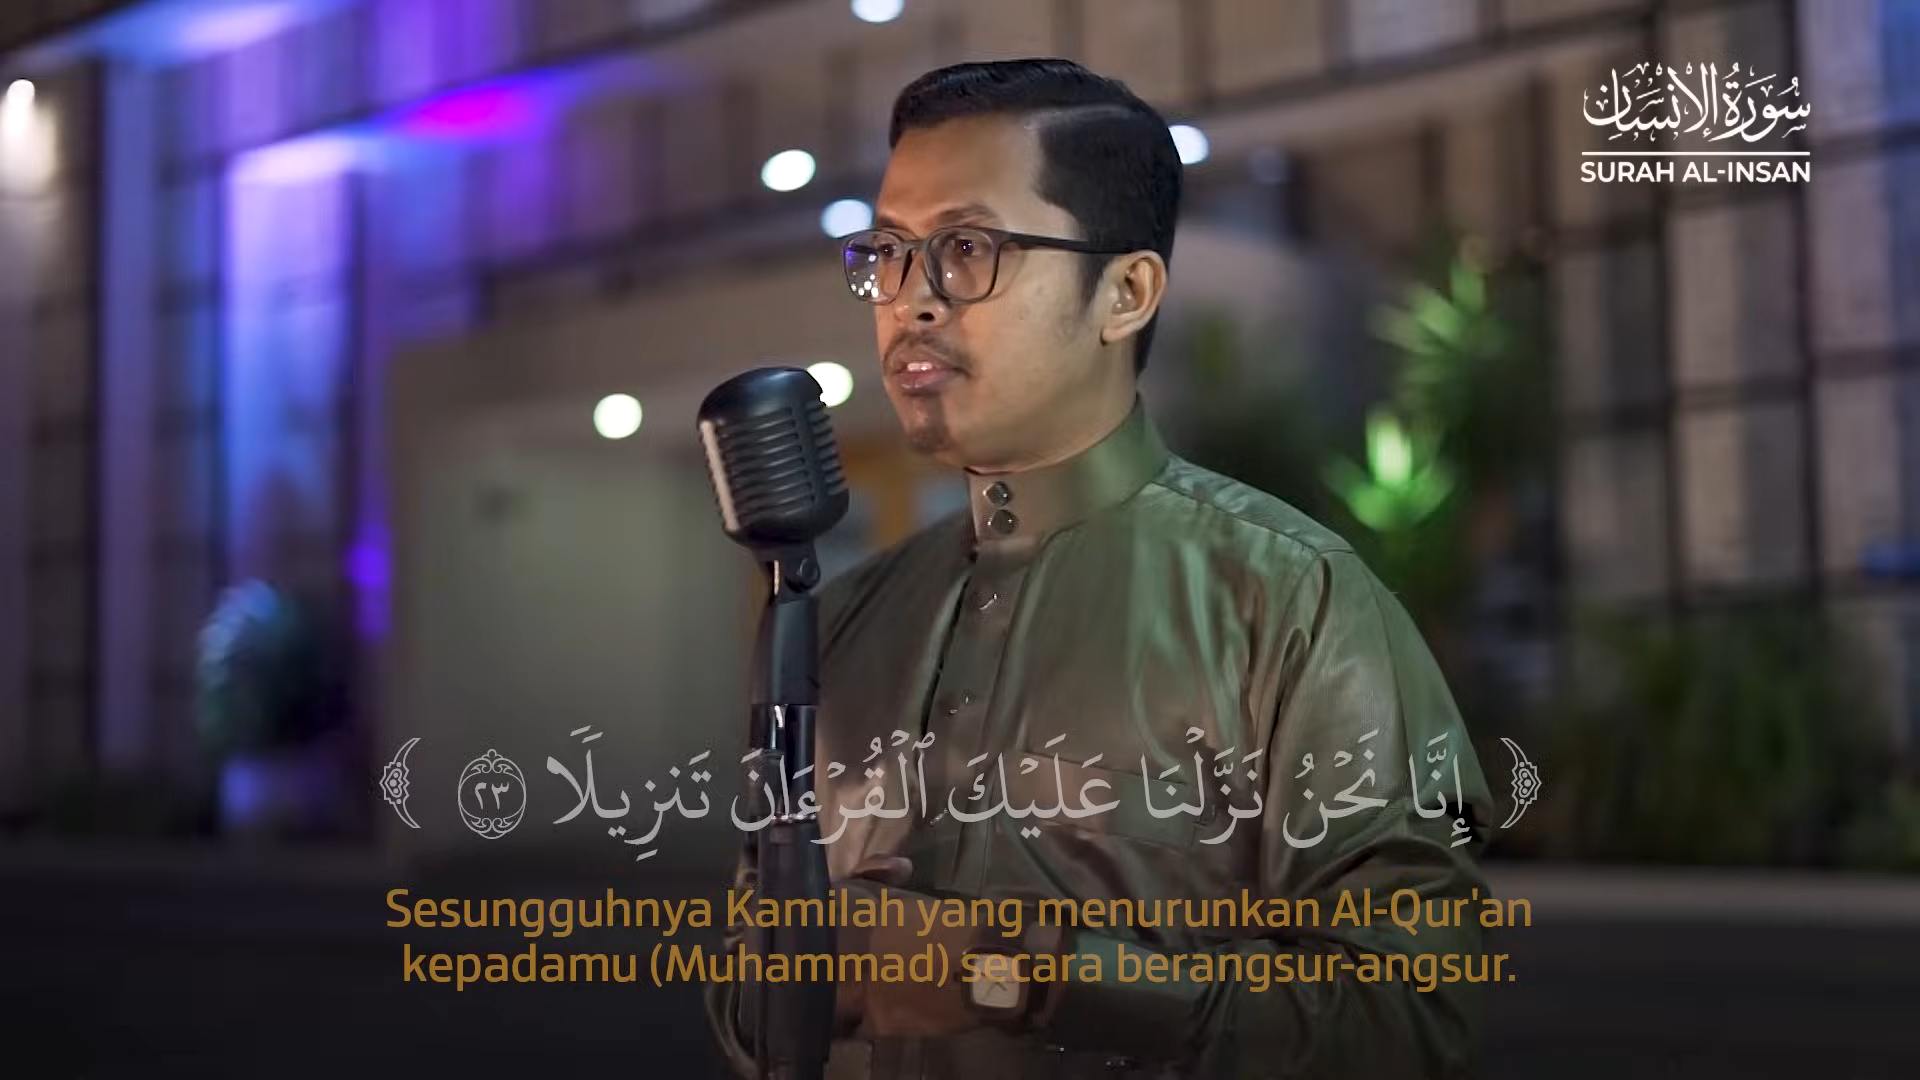 سُورَةُ الإِنْسَانِ
SURAH AL-INSAN
﴿ إِنَّا نَحْنُ نَزَّلْنَا عَلَيْكَ ٱلْقُرْءَانَ تَنزِيلًا ٢٣ ﴾
Sesungguhnya Kamilah yang menurunkan Al-Qur'an
kepadamu (Muhammad) secara berangsur-angsur.